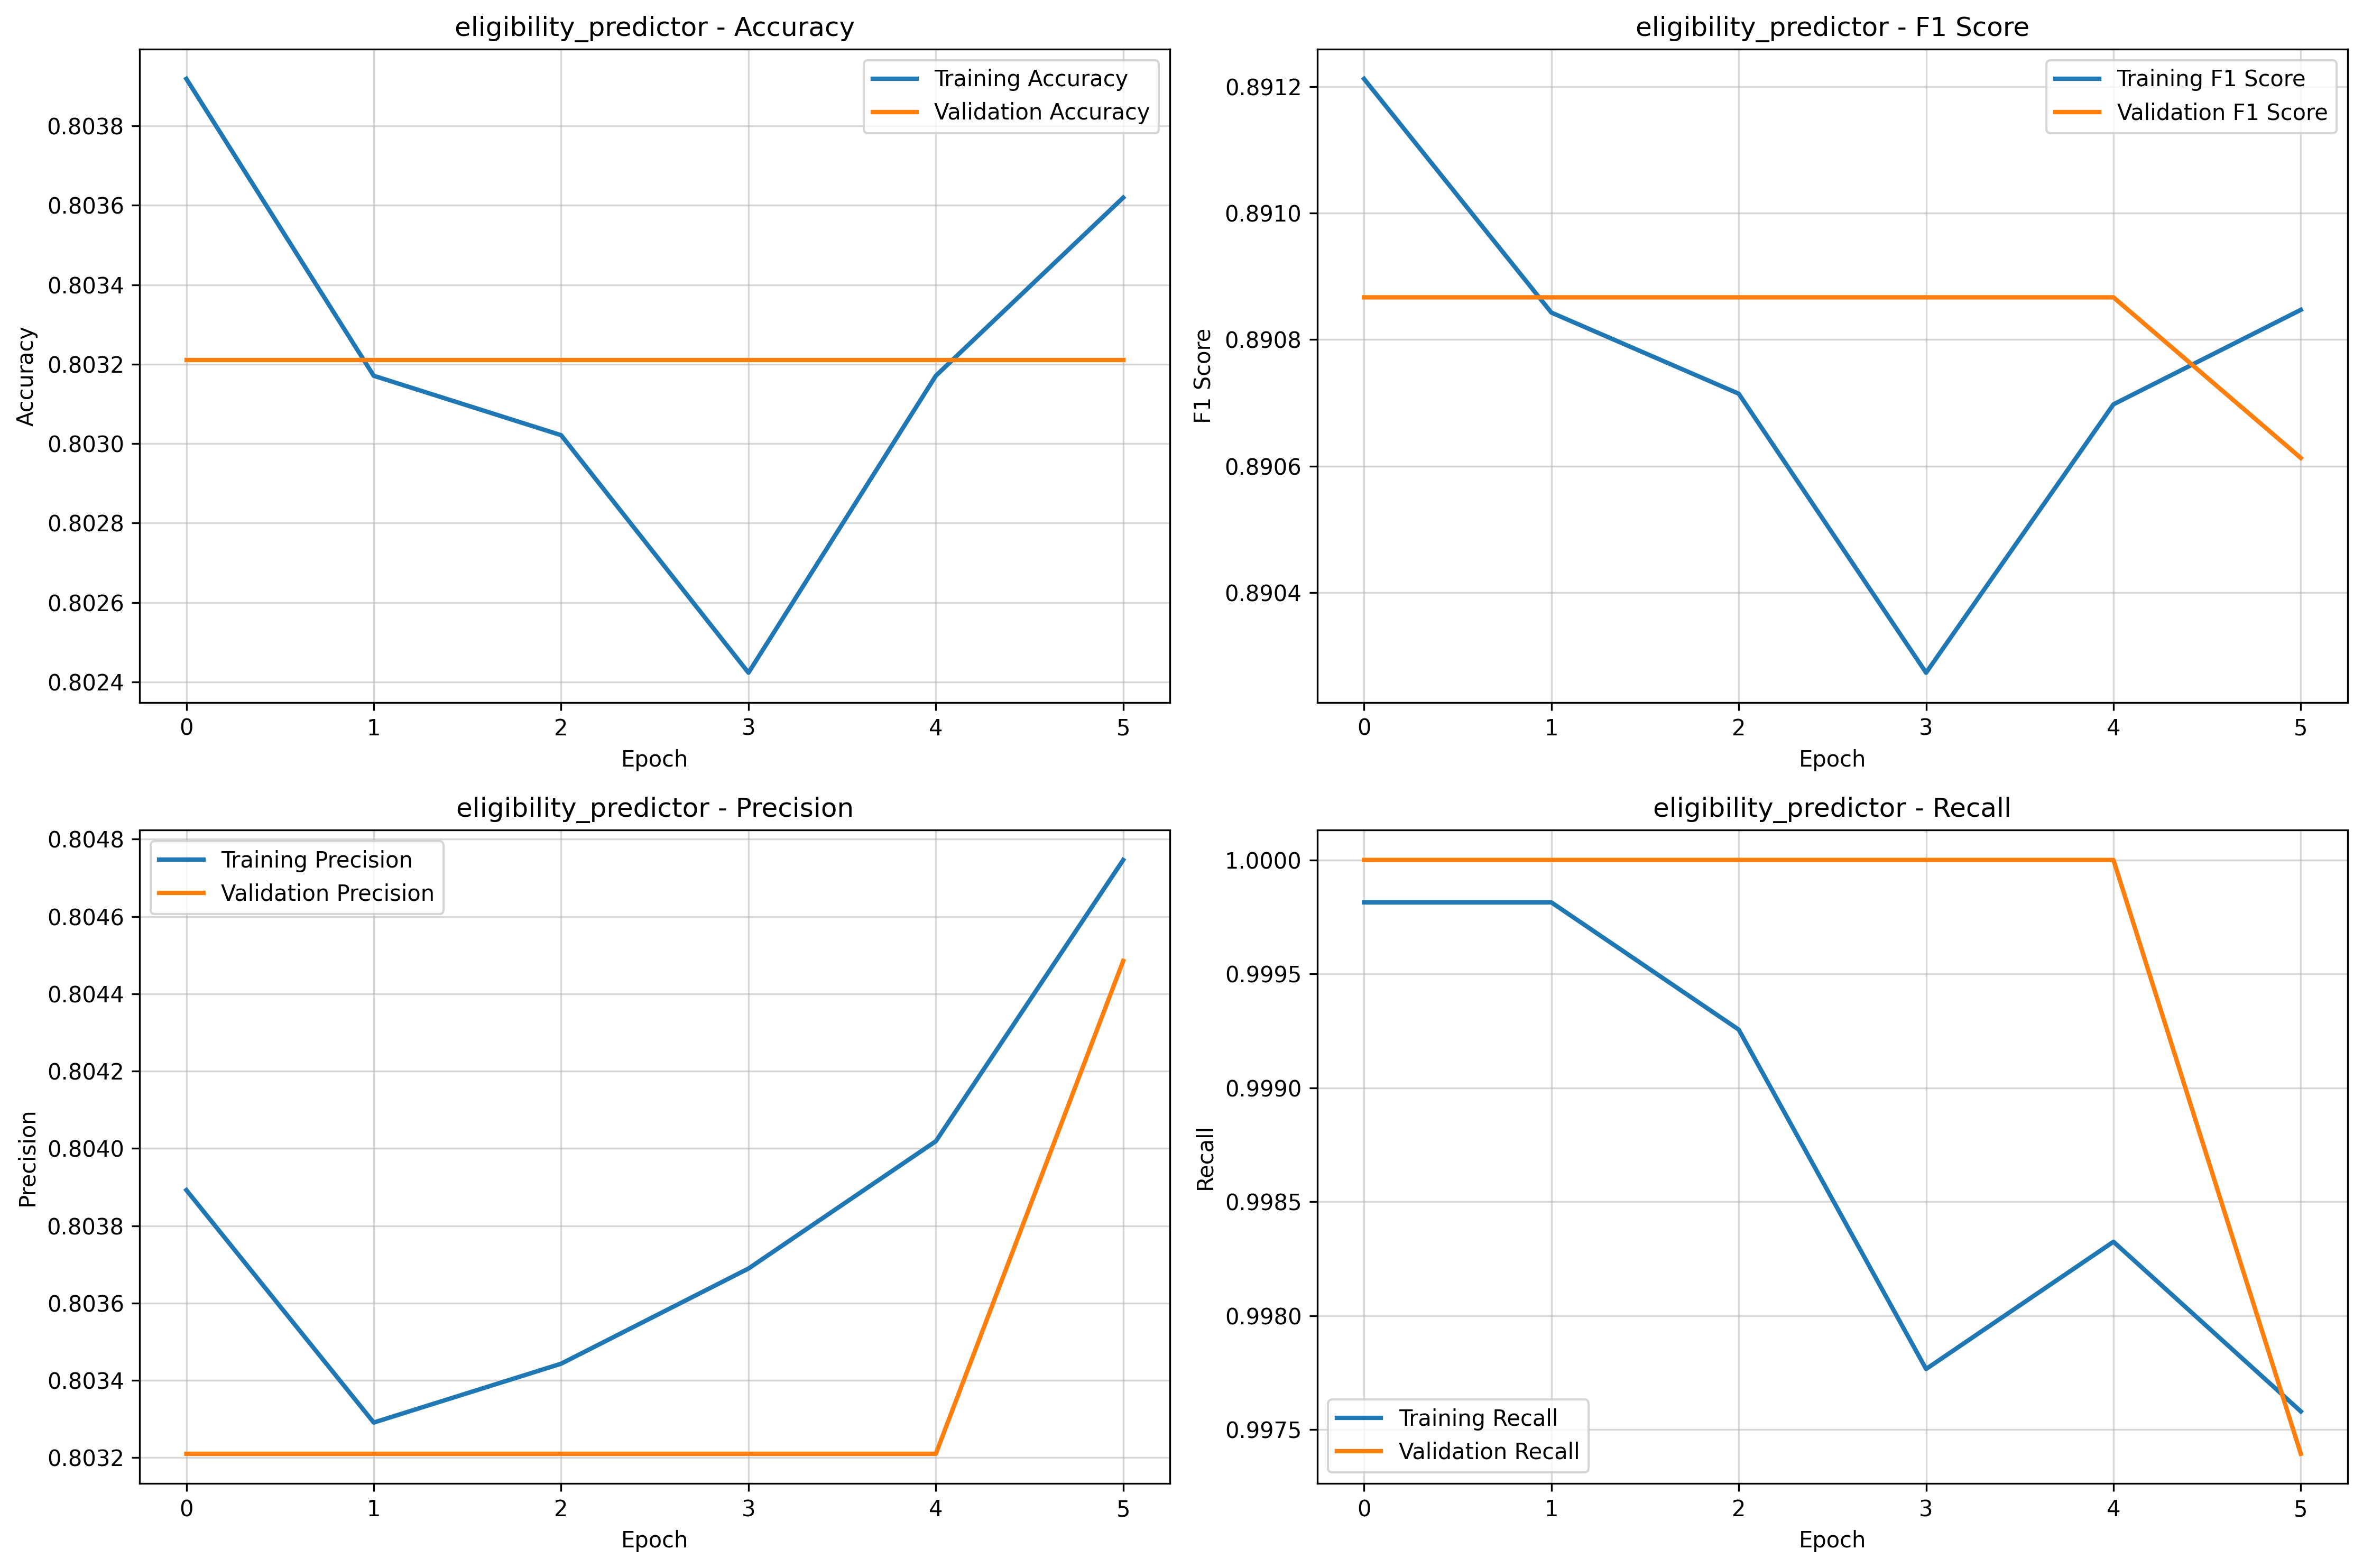 eligibility_predictor - Accuracy
Training Accuracy
Validation Accuracy
0.8038
0.8036
0.8034
0.8032
0.8030
0.8028
0.8026
0.8024
Accuracy
0 1 2 3 4 5
Epoch
eligibility_predictor - F1 Score
Training F1 Score
Validation F1 Score
0.8912
0.8910
0.8908
0.8906
0.8904
F1 Score
0 1 2 3 4 5
Epoch
eligibility_predictor - Precision
Training Precision
Validation Precision
0.8048
0.8046
0.8044
0.8042
0.8040
0.8038
0.8036
0.8034
0.8032
Precision
0 1 2 3 4 5
Epoch
eligibility_predictor - Recall
1.0000
0.9995
0.9990
0.9985
0.9980
0.9975
Recall
Training Recall
Validation Recall
0 1 2 3 4 5
Epoch